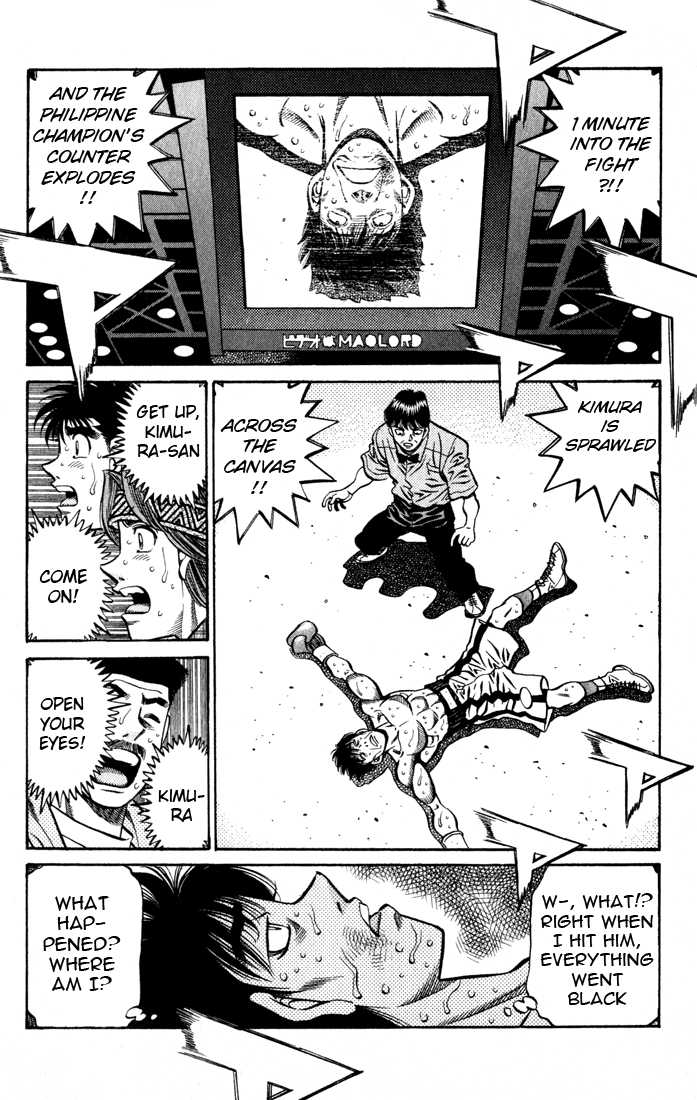 1 MINUTE
INTO THE
FIGHT
?!!
AND THE
PHILIPPINE
CHAMPION'S
COUNTER
EXPLODES
!!
MAOLORD
KIMURA
IS
SPRAWLED
ACROSS
THE
CANVAS
!!
GET UP,
KIMU-
RA-SAN
COME
ON!
OPEN
YOUR
EYES!
KIMU-
RA
W-, WHAT!?
RIGHT WHEN
I HIT HIM,
EVERYTHING
WENT
BLACK
WHAT
HAP-
PENED?
WHERE
AM I?